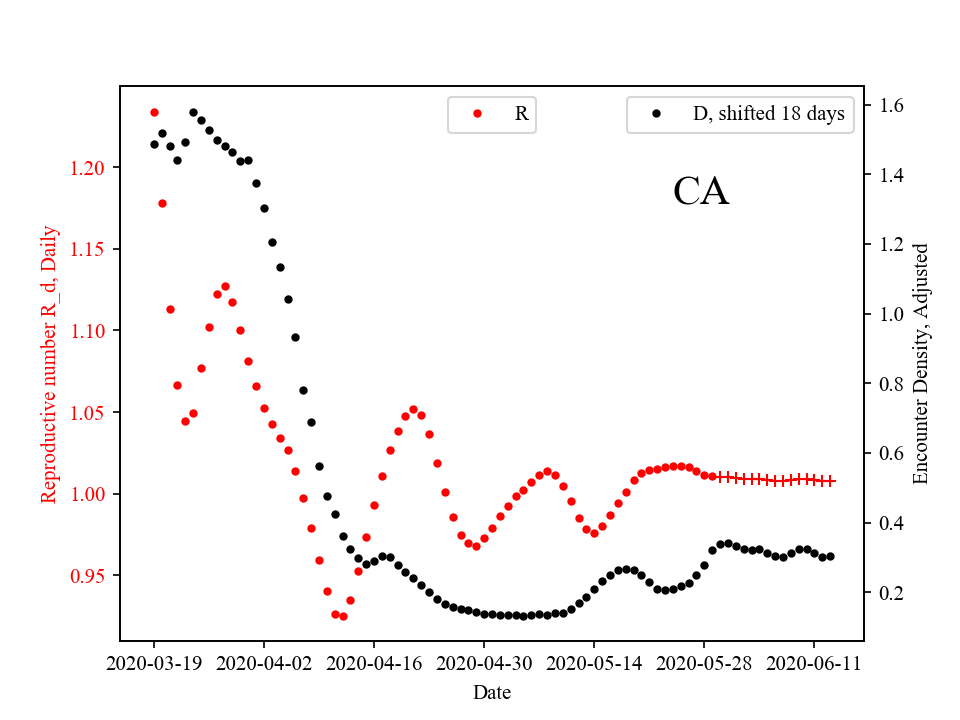 R
D, shifted 18 days
CA
Reproductive number R_d, Daily
1.20
1.15
1.10
1.05
1.00
0.95
1.6
1.4
1.2
1.0
0.8
0.6
0.4
0.2
Encounter Density, Adjusted
2020-03-19 2020-04-02 2020-04-16 2020-04-30 2020-05-14 2020-05-28 2020-06-11
Date